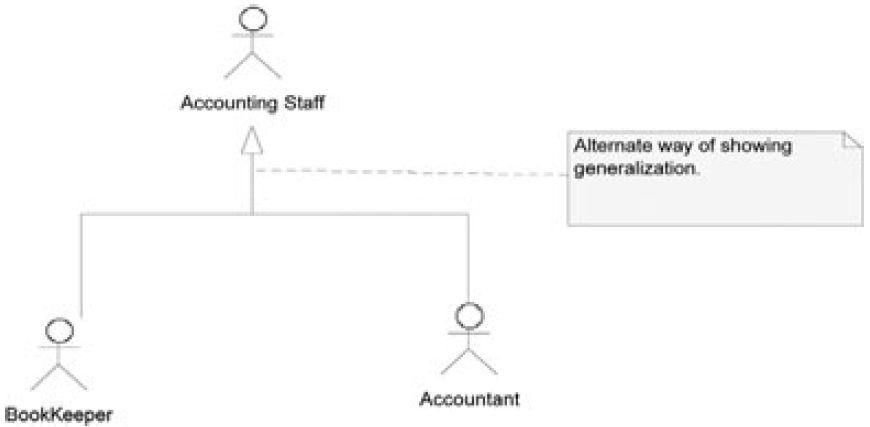 Accounting Staff
Alternate way of showing
generalization.
BookKeeper
Accountant